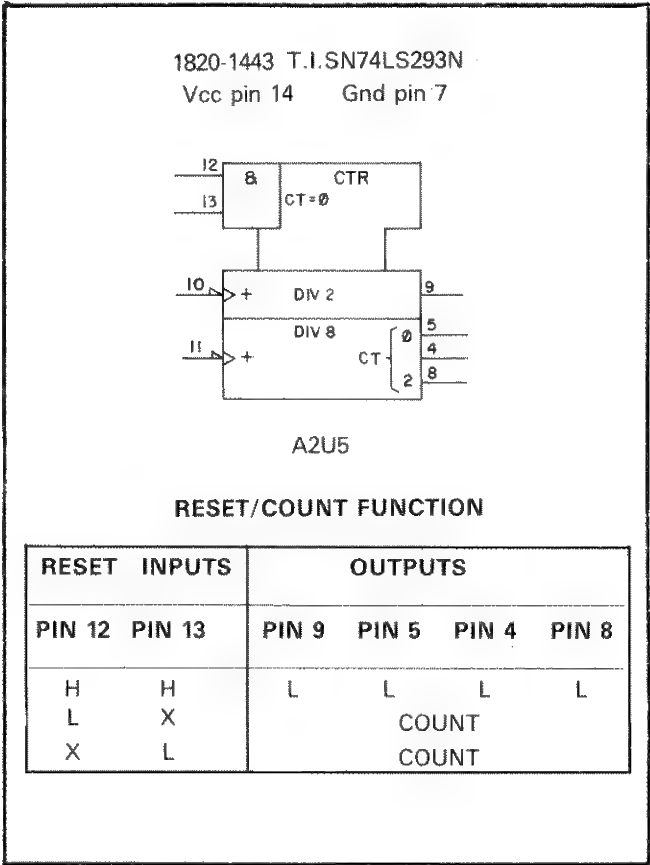 1820-1443 T.I.SN74LS293N
Vcc pin 14 Gnd pin 7
12 & CTR
13 CT=0
10 + DIV 2 9
DIV 8 0 5
11 + CT 4
2 8
A2U5
RESET/COUNT FUNCTION
RESET INPUTS OUTPUTS
PIN 12 PIN 13 PIN 9 PIN 5 PIN 4 PIN 8
H H L L L L
L X COUNT
X L COUNT